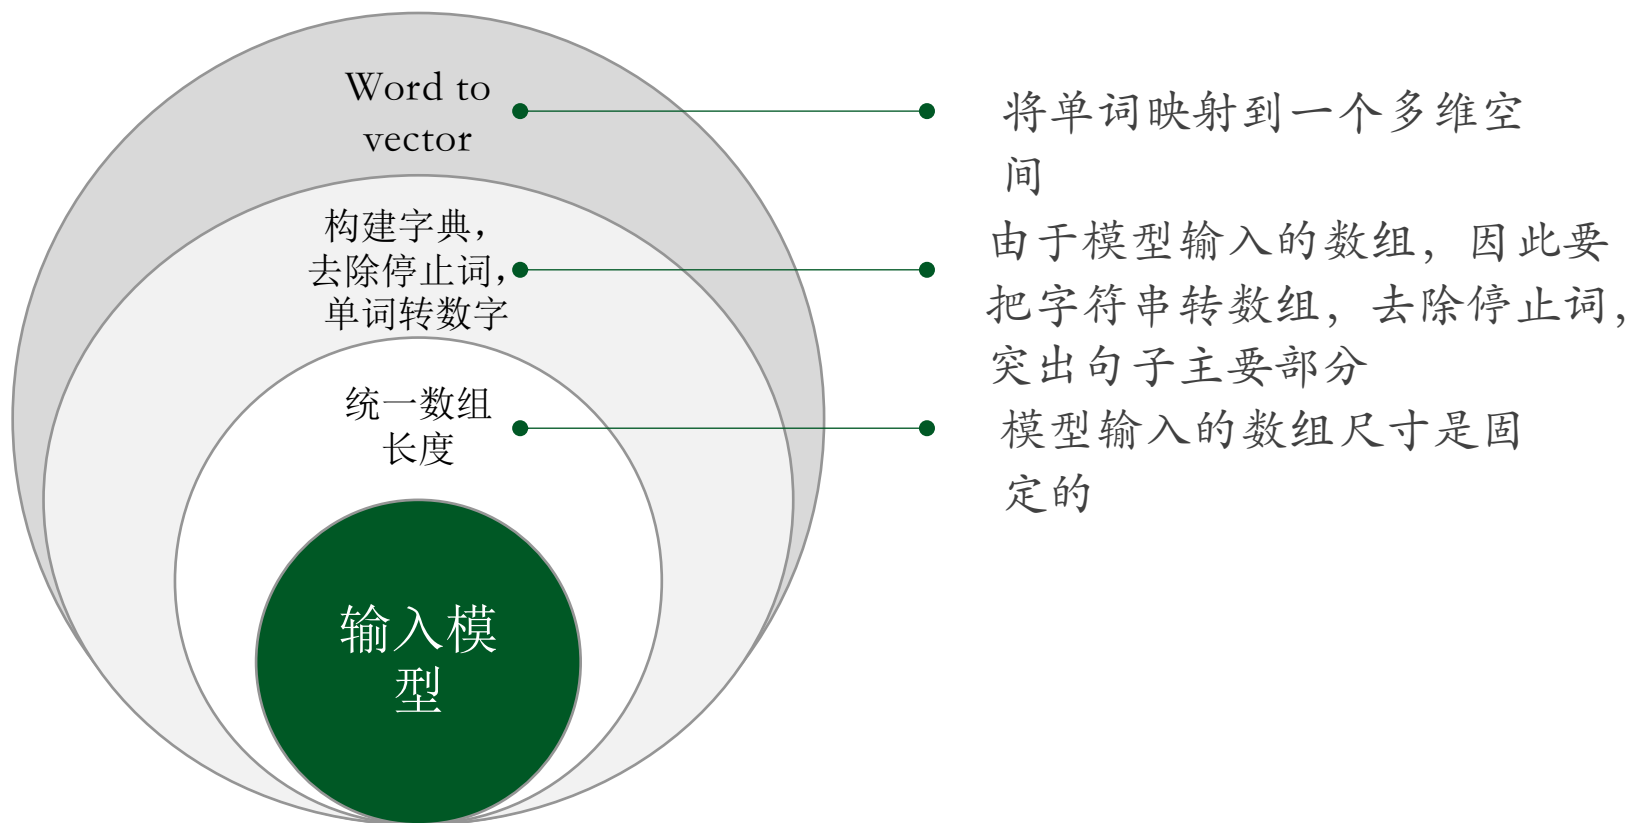 Word to
vector
构建字典，
去除停止词，
单词转数字
统一数组
长度
输入模
型
将单词映射到一个多维空
间
由于模型输入的数组，因此要
把字符串转数组，去除停止词，
突出句子主要部分
模型输入的数组尺寸是固
定的